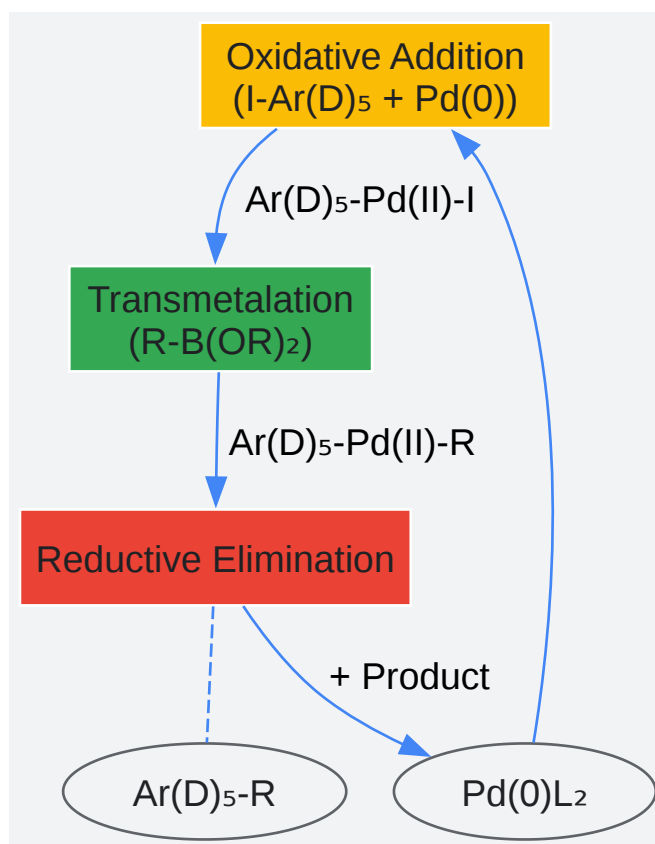 Oxidative Addition
(I-Ar(D)₅ + Pd(0))
Ar(D)₅-Pd(II)-I
Transmetalation
(R-B(OR)₂)
Ar(D)₅-Pd(II)-R
Reductive Elimination
+ Product
Ar(D)₅-R
Pd(0)L₂